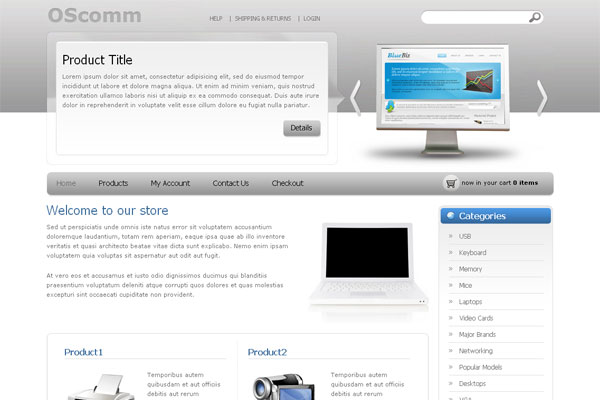 OScomm
HELP | SHIPPING & RETURNS | LOGIN
Product Title
Lorem ipsum dolor sit amet, consectetur adipisicing elit, sed do eiusmod tempor
incididunt ut labore et dolore magna aliqua. Ut enim ad minim veniam, quis nostrud
exercitation ullamco laboris nisi ut aliquip ex ea commodo consequat. Duis aute irure
dolor in reprehenderit in voluptate velit esse cillum dolore eu fugiat nulla pariatur.
Details
BlueBiz
Home
Products
My Account
Contact Us
Checkout
now in your cart 0 items
Welcome to our store
Sed ut perspiciatis unde omnis iste natus error sit voluptatem accusantium
doloremque laudantium, totam rem aperiam, eaque ipsa quae ab illo inventore
veritatis et quasi architecto beatae vitae dicta sunt explicabo. Nemo enim ipsam
voluptatem quia voluptas sit aspernatur aut odit aut fugit.
At vero eos et accusamus et iusto odio dignissimos ducimus qui blanditiis
praesentium voluptatum deleniti atque corrupti quos dolores et quas molestias
excepturi sint occaecati cupiditate non provident.
Categories
» USB
» Keyboard
» Memory
» Mice
» Laptops
» Video Cards
» Major Brands
» Networking
» Popular Models
» Desktops
» VGA
Product1
Temporibus autem
quibusdam et aut officiis
debitis aut rerum
Product2
Temporibus autem
quibusdam et aut officiis
debitis aut rerum